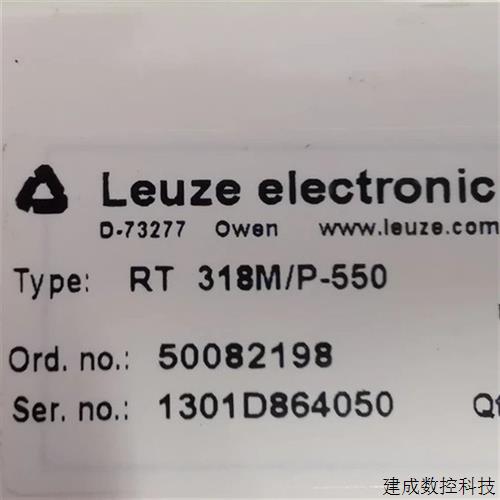 Leuze electronic
D-73277 Owen www.leuze.com
Type: RT 318M/P-550
Ord. no.: 50082198
Ser. no.: 1301D864050
建成数控科技